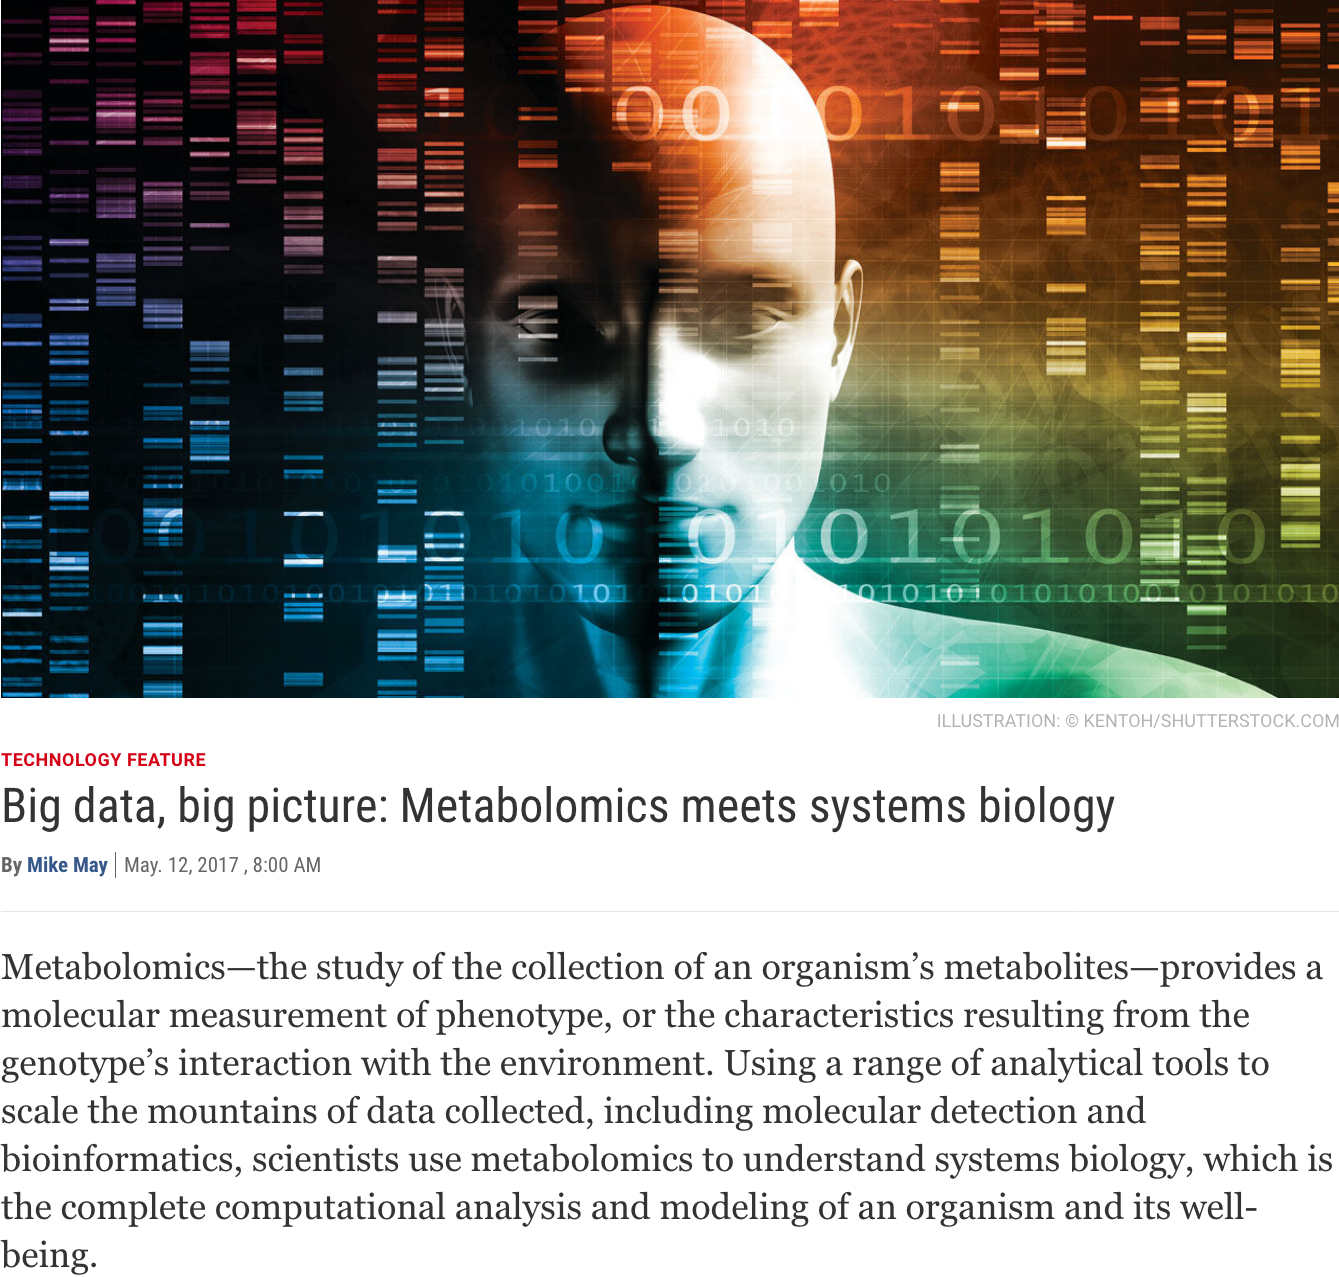 ILLUSTRATION: © KENTOH/SHUTTERSTOCK.COM
TECHNOLOGY FEATURE
Big data, big picture: Metabolomics meets systems biology
By Mike May | May. 12, 2017 , 8:00 AM
Metabolomics—the study of the collection of an organism’s metabolites—provides a
molecular measurement of phenotype, or the characteristics resulting from the
genotype’s interaction with the environment. Using a range of analytical tools to
scale the mountains of data collected, including molecular detection and
bioinformatics, scientists use metabolomics to understand systems biology, which is
the complete computational analysis and modeling of an organism and its well-
being.